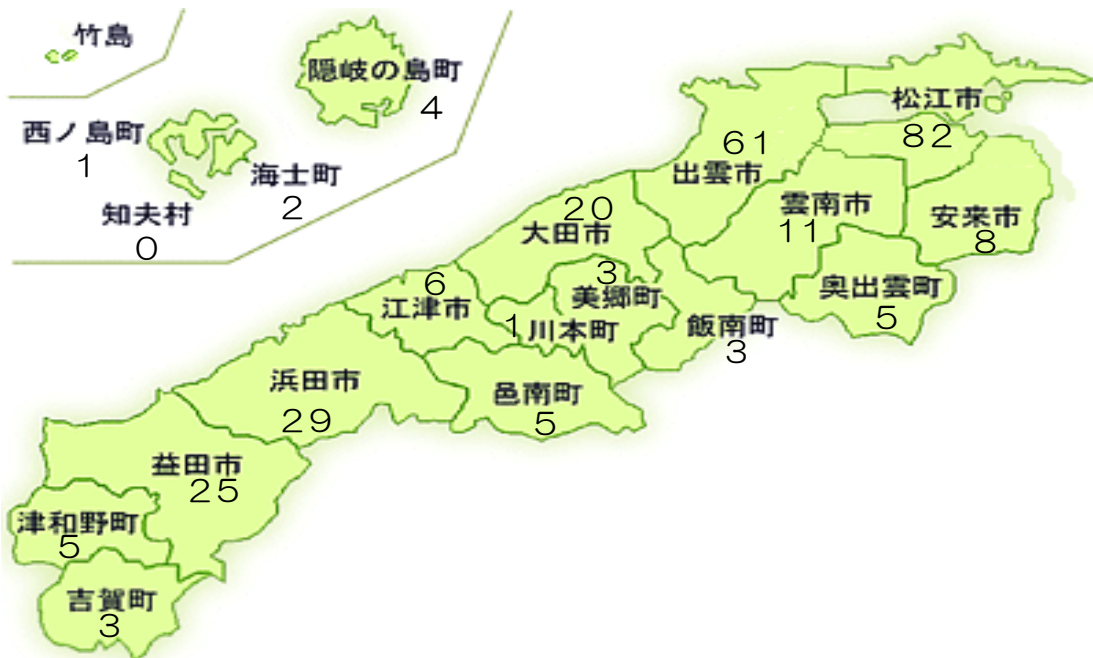 竹島
隠岐の島町
4
西ノ島町
1
海士町
2
知夫村
0
松江市
82
61
出雲市
雲南市
11
安来市
8
20
大田市
奥出雲町
5
3
美郷町
6
江津市
1
川本町
飯南町
3
浜田市
29
邑南町
5
益田市
25
津和野町
5
吉賀町
3